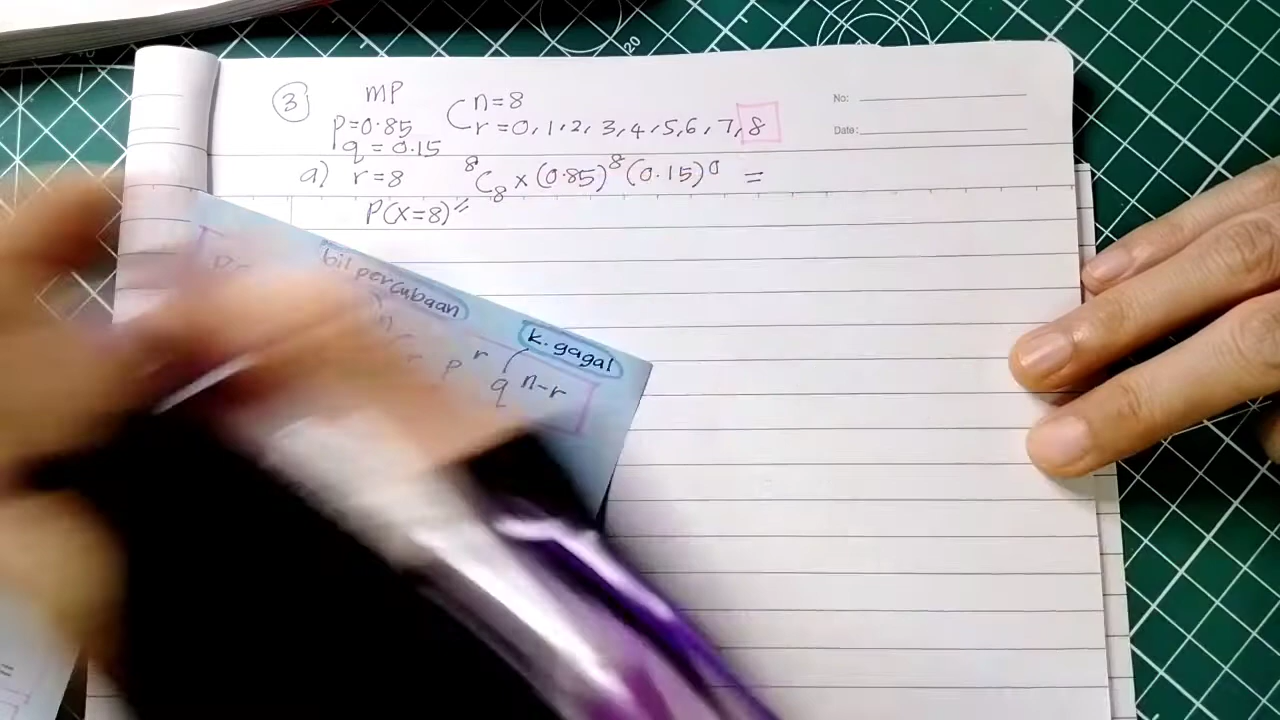 3 MP
No:
p=0.85 C n=8
r=0,1,2,3,4,5,6,7,8
Date:
q=0.15
a) r=8 ⁸C₈ × (0.85)⁸ (0.15)⁰ =
P(X=8)=
bil percubaan
k. gagal
n r p^r q^(n-r)
20
=